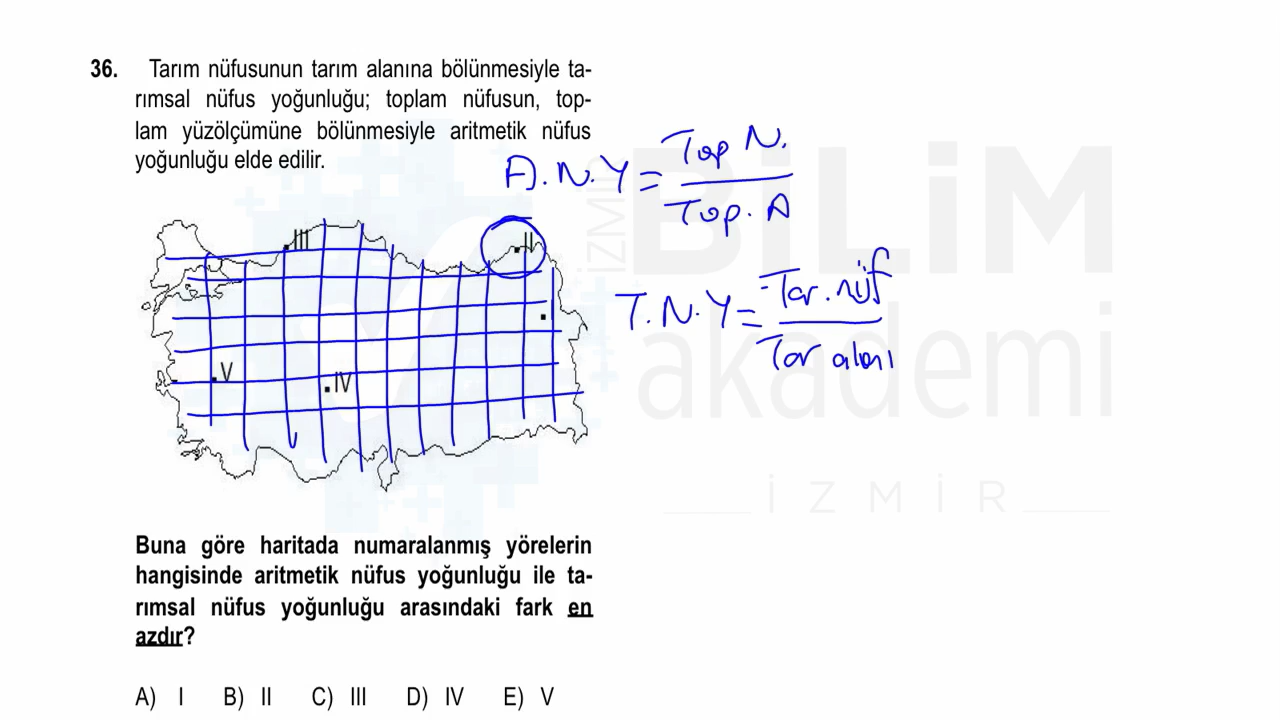 36. Tarım nüfusunun tarım alanına bölünmesiyle ta-
rımsal nüfus yoğunluğu; toplam nüfusun, top-
lam yüzölçümüne bölünmesiyle aritmetik nüfus
yoğunluğu elde edilir.
A.N.Y = Top N.
Top. A
T.N.Y = Tar. nüf
Tar alanı
III
II
V
IV
BİLİM
akademi
İZMİR
İZMİR
Buna göre haritada numaralanmış yörelerin
hangisinde aritmetik nüfus yoğunluğu ile ta-
rımsal nüfus yoğunluğu arasındaki fark en
azdır?
A) I B) II C) III D) IV E) V